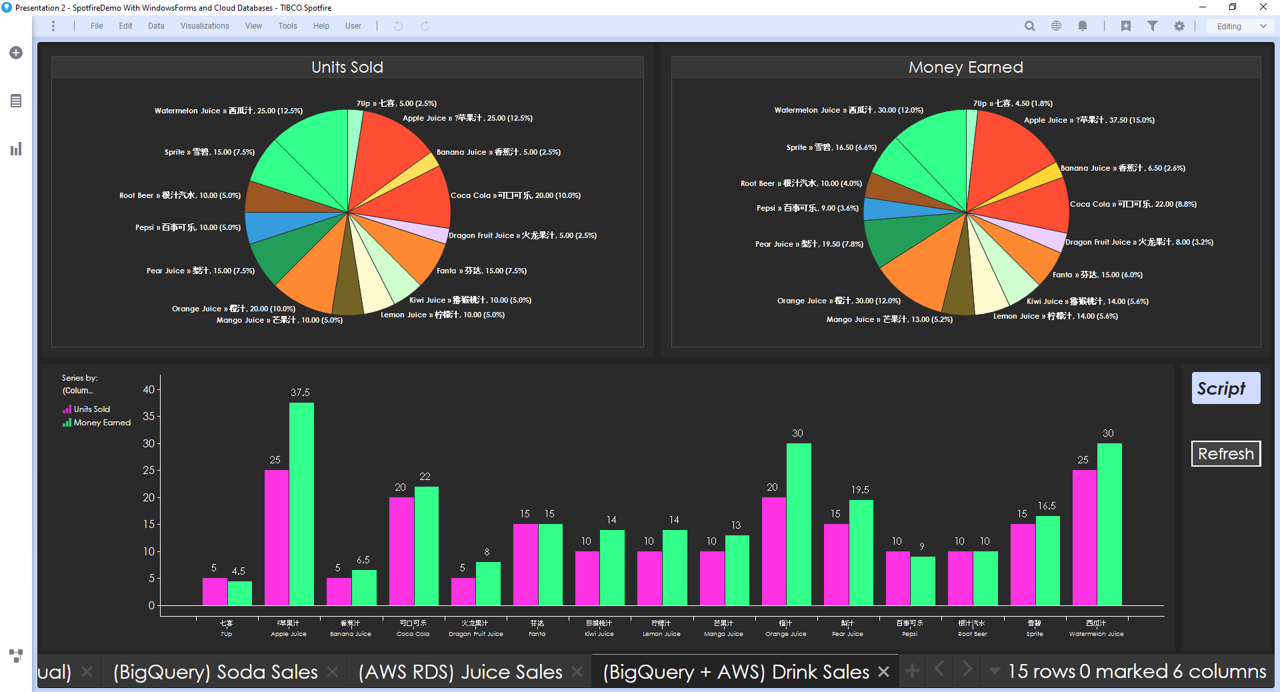 Presentation 2 - SpotfireDemo With WindowsForms and Cloud Databases - TIBCO Spotfire
File Edit Data Visualizations View Tools Help User Editing
Units Sold
7Up » 七喜, 5.00 (2.5%)
Watermelon Juice » 西瓜汁, 25.00 (12.5%)
Apple Juice » ?苹果汁, 25.00 (12.5%)
Sprite » 雪碧, 15.00 (7.5%)
Banana Juice » 香蕉汁, 5.00 (2.5%)
Root Beer » 根汁汽水, 10.00 (5.0%)
Coca Cola » 可口可乐, 20.00 (10.0%)
Pepsi » 百事可乐, 10.00 (5.0%)
Dragon Fruit Juice » 火龙果汁, 5.00 (2.5%)
Pear Juice » 梨汁, 15.00 (7.5%)
Fanta » 芬达, 15.00 (7.5%)
Kiwi Juice » 猕猴桃汁, 10.00 (5.0%)
Orange Juice » 橙汁, 20.00 (10.0%)
Lemon Juice » 柠檬汁, 10.00 (5.0%)
Mango Juice » 芒果汁, 10.00 (5.0%)
Money Earned
7Up » 七喜, 4.50 (1.8%)
Watermelon Juice » 西瓜汁, 30.00 (12.0%)
Apple Juice » ?苹果汁, 37.50 (15.0%)
Sprite » 雪碧, 16.50 (6.6%)
Banana Juice » 香蕉汁, 6.50 (2.6%)
Root Beer » 根汁汽水, 10.00 (4.0%)
Coca Cola » 可口可乐, 22.00 (8.8%)
Pepsi » 百事可乐, 9.00 (3.6%)
Dragon Fruit Juice » 火龙果汁, 8.00 (3.2%)
Pear Juice » 梨汁, 19.50 (7.8%)
Fanta » 芬达, 15.00 (6.0%)
Orange Juice » 橙汁, 30.00 (12.0%)
Kiwi Juice » 猕猴桃汁, 14.00 (5.6%)
Lemon Juice » 柠檬汁, 14.00 (5.6%)
Mango Juice » 芒果汁, 13.00 (5.2%)
Series by:
(Colum...
Units Sold
Money Earned
40
35
30
25
20
15
10
5
0
5 4.5
25 37.5
5 6.5
20 22
5 8
15 15
10 14
10 14
10 13
20 30
15 19.5
10 9
10 10
15 16.5
25 30
七喜 ?苹果汁 香蕉汁 可口可乐 火龙果汁 芬达 猕猴桃汁 柠檬汁 芒果汁 橙汁 梨汁 百事可乐 根汁汽水 雪碧 西瓜汁
7Up Apple Juice Banana Juice Coca Cola Dragon Fruit Juice Fanta Kiwi Juice Lemon Juice Mango Juice Orange Juice Pear Juice Pepsi Root Beer Sprite Watermelon Juice
Script
Refresh
ual) (BigQuery) Soda Sales (AWS RDS) Juice Sales (BigQuery + AWS) Drink Sales 15 rows 0 marked 6 columns